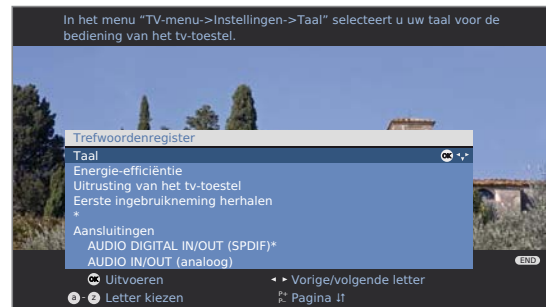 In het menu “TV-menu->Instellingen->Taal” selecteert u uw taal voor de
bediening van het tv-toestel.
Trefwoordenregister
Taal OK
Energie-efficiëntie
Uitrusting van het tv-toestel
Eerste ingebruikneming herhalen
*
Aansluitingen
AUDIO DIGITAL IN/OUT (SPDIF)*
AUDIO IN/OUT (analoog)
END
OK Uitvoeren ◂ ▸ Vorige/volgende letter
a - z Letter kiezen P+ P- Pagina ↓↑